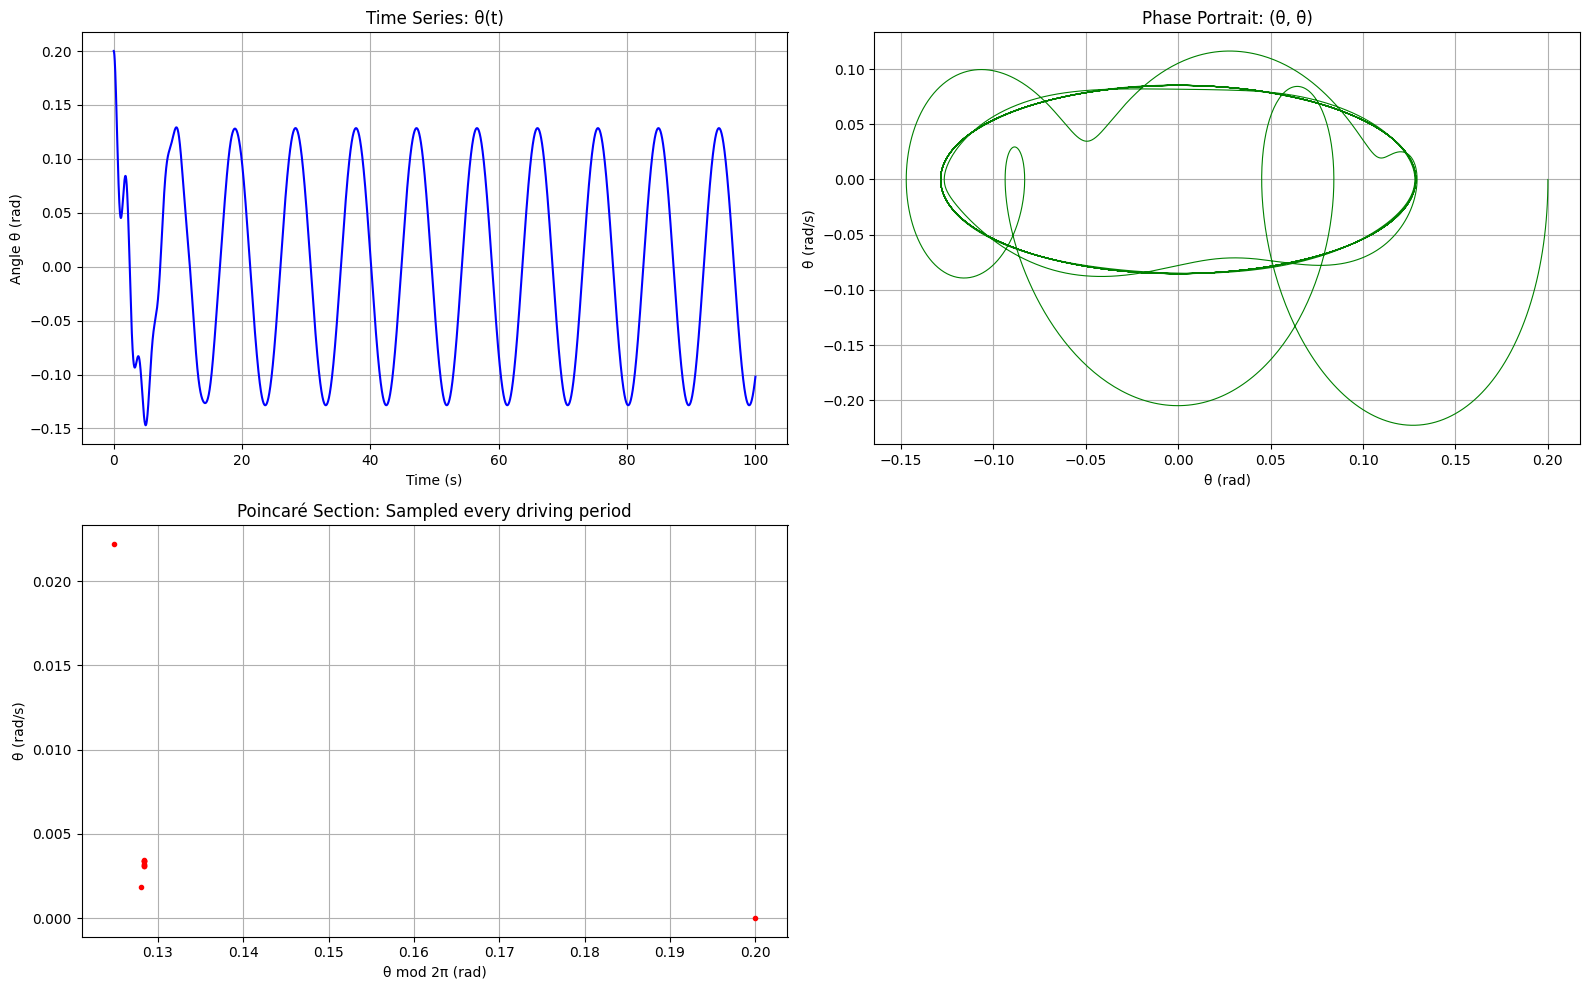 Time Series: θ(t)
Angle θ (rad)
0.20
0.15
0.10
0.05
0.00
−0.05
−0.10
−0.15
0 20 40 60 80 100
Time (s)
Phase Portrait: (θ, θ̇)
θ̇ (rad/s)
0.10
0.05
0.00
−0.05
−0.10
−0.15
−0.20
−0.15 −0.10 −0.05 0.00 0.05 0.10 0.15 0.20
θ (rad)
Poincaré Section: Sampled every driving period
θ̇ (rad/s)
0.020
0.015
0.010
0.005
0.000
0.13 0.14 0.15 0.16 0.17 0.18 0.19 0.20
θ mod 2π (rad)